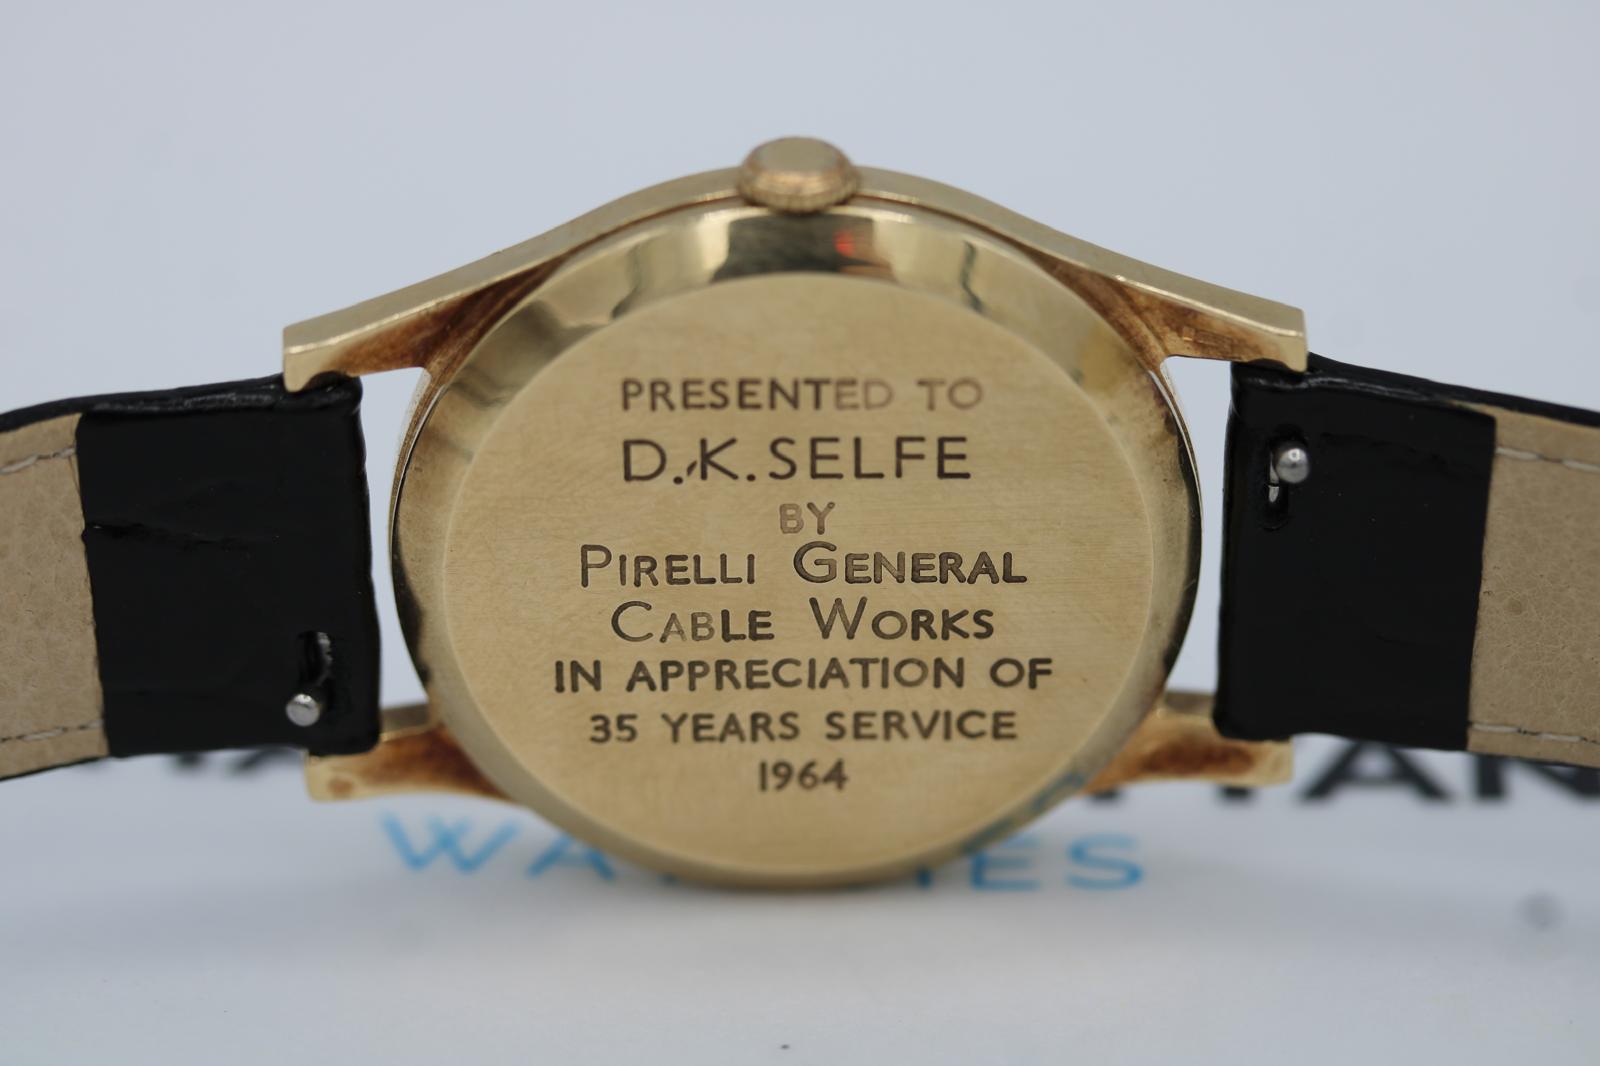 PRESENTED TO
D. K. SELFE
BY
PIRELLI GENERAL
CABLE WORKS
IN APPRECIATION OF
35 YEARS SERVICE
1964